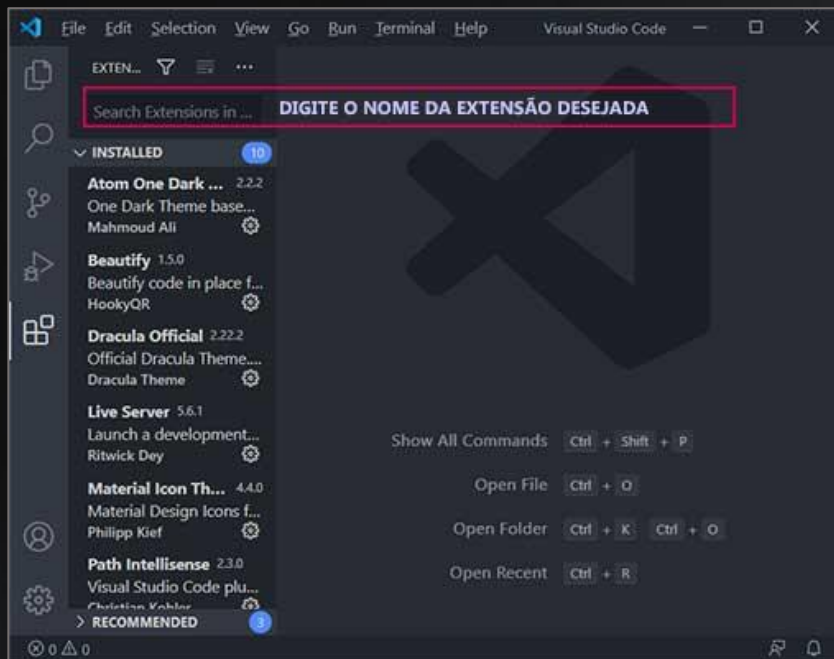 File Edit Selection View Go Run Terminal Help Visual Studio Code
EXTEN...
Search Extensions in ... DIGITE O NOME DA EXTENSÃO DESEJADA
INSTALLED 10
Atom One Dark ... 2.2.2
One Dark Theme base...
Mahmoud Ali
Beautify 1.5.0
Beautify code in place f...
HookyQR
Dracula Official 2.22.2
Official Dracula Theme....
Dracula Theme
Live Server 5.6.1
Launch a development...
Ritwick Dey
Material Icon Th... 4.4.0
Material Design Icons f...
Philipp Kief
Path Intellisense 2.3.0
Visual Studio Code plu...
Christian Kohler
RECOMMENDED 3
Show All Commands Ctrl + Shift + P
Open File Ctrl + O
Open Folder Ctrl + K Ctrl + O
Open Recent Ctrl + R
0 0